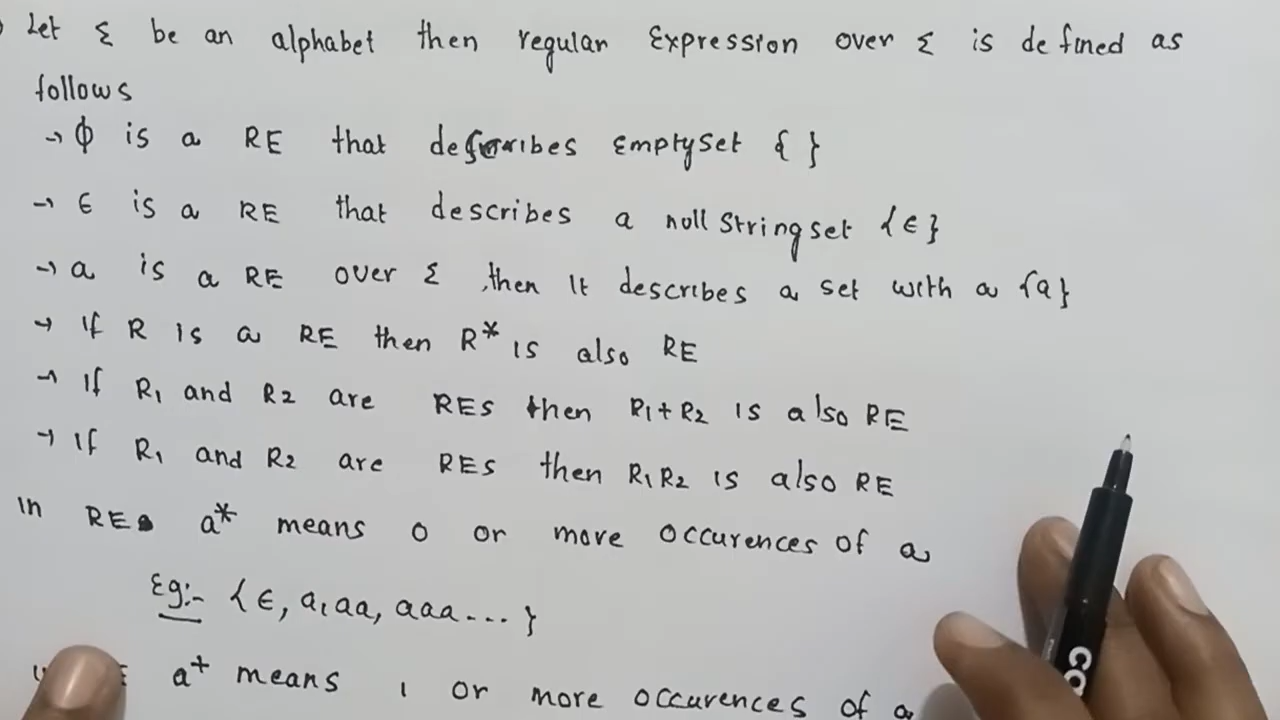 Let Σ be an alphabet then regular Expression over Σ is defined as
follows
→ ϕ is a RE that describes EmptySet { }
→ ϵ is a RE that describes a null String set {ϵ}
→ a is a RE over Σ, then It describes a set with a {a}
→ If R is a RE then R* is also RE
→ If R1 and R2 are REs then R1+R2 is also RE
→ If R1 and R2 are REs then R1R2 is also RE
In RE a* means 0 or more occurences of a
Eg:- {ϵ, a, aa, aaa...}
a+ means 1 or more occurences of a
CO